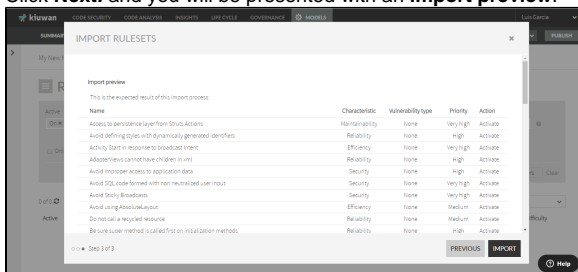 Click Next. and you will be presented with an Import preview.
kiuwan CODE SECURITY CODE ANALYSIS INSIGHTS LIFE CYCLE GOVERNANCE MODELS Luis Garcia
PUBLISH
IMPORT RULESETS ×
My New
Import preview
This is the expected result of this import process:
Name Characteristic Vulnerability type Priority Action
Access to persistence layer from Struts Actions Maintainability None Very high Activate
Avoid defining styles with dynamically generated identifiers Reliability None High Activate
Activity Start in response to broadcast Intent Efficiency None Very high Activate
AdapterViews cannot have children in xml Reliability None High Activate
Avoid improper access to application data Security None High Activate
Avoid SQL code formed with non neutralized user input Security None Very high Activate
Avoid Sticky Broadcasts Security None Very high Activate
Avoid using AbsoluteLayout Efficiency None Medium Activate
Do not call a recycled resource Reliability None Medium Activate
Be sure super method is called first on initialization methods Reliability None High Activate
Active
0 of 0
Active
Clear
Step 3 of 3 PREVIOUS IMPORT
Help